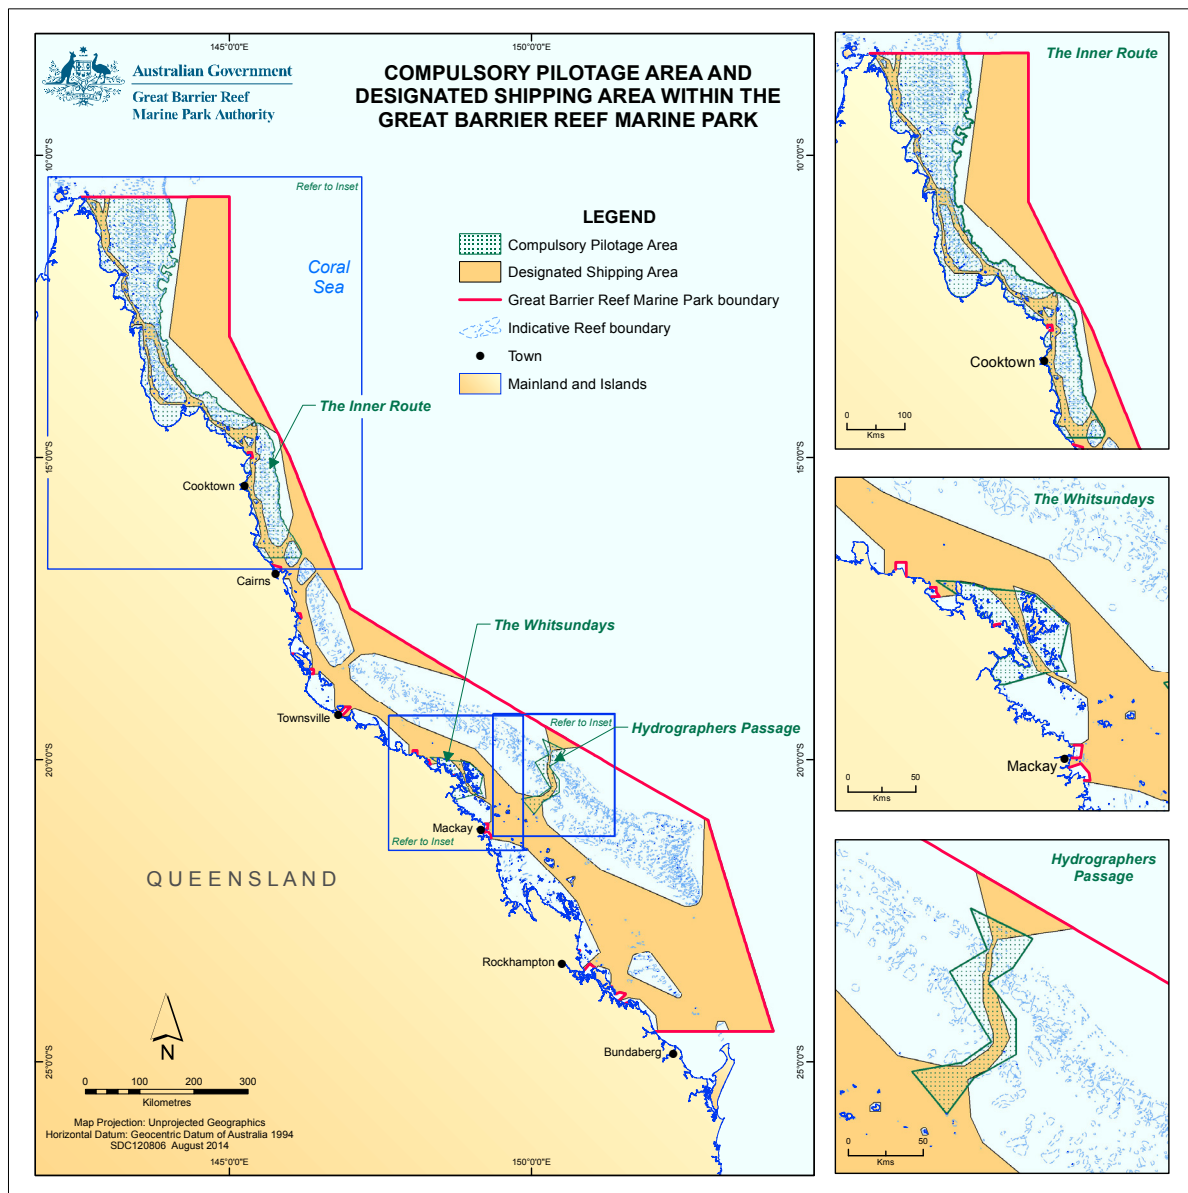 145°0'0"E
150°0'0"E
Australian Government
Great Barrier Reef
Marine Park Authority
COMPULSORY PILOTAGE AREA AND
DESIGNATED SHIPPING AREA WITHIN THE
GREAT BARRIER REEF MARINE PARK
10°0'0"S
10°0'0"S
Refer to Inset
Coral
Sea
LEGEND
Compulsory Pilotage Area
Designated Shipping Area
Great Barrier Reef Marine Park boundary
Indicative Reef boundary
Town
Mainland and Islands
The Inner Route
15°0'0"S
15°0'0"S
Cooktown
Cairns
The Whitsundays
Townsville
Refer to Inset
Hydrographers Passage
20°0'0"S
20°0'0"S
Mackay
Refer to Inset
QUEENSLAND
Rockhampton
N
Bundaberg
25°0'0"S
25°0'0"S
0 100 200 300
Kilometres
Map Projection: Unprojected Geographics
Horizontal Datum: Geocentric Datum of Australia 1994
SDC120806 August 2014
145°0'0"E
150°0'0"E
The Inner Route
Cooktown
0 100
Kms
The Whitsundays
Mackay
0 50
Kms
Hydrographers
Passage
0 50
Kms